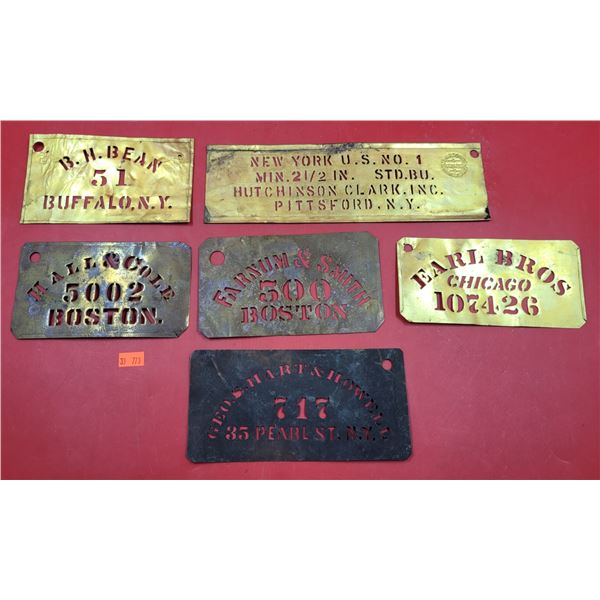 B. H. BEAN
51
BUFFALO, N.Y.
NEW YORK U.S. NO. 1
MIN. 2 1/2 IN. STD. BU.
HUTCHINSON CLARK, INC.
PITTSFORD, N.Y.
HALL & COLE
5002
BOSTON.
FARNUM & SMITH
500
BOSTON
EARL BROS
CHICAGO
107426
GEO. S. HART & HOWELL
717
35 PEARL ST. N.Y.